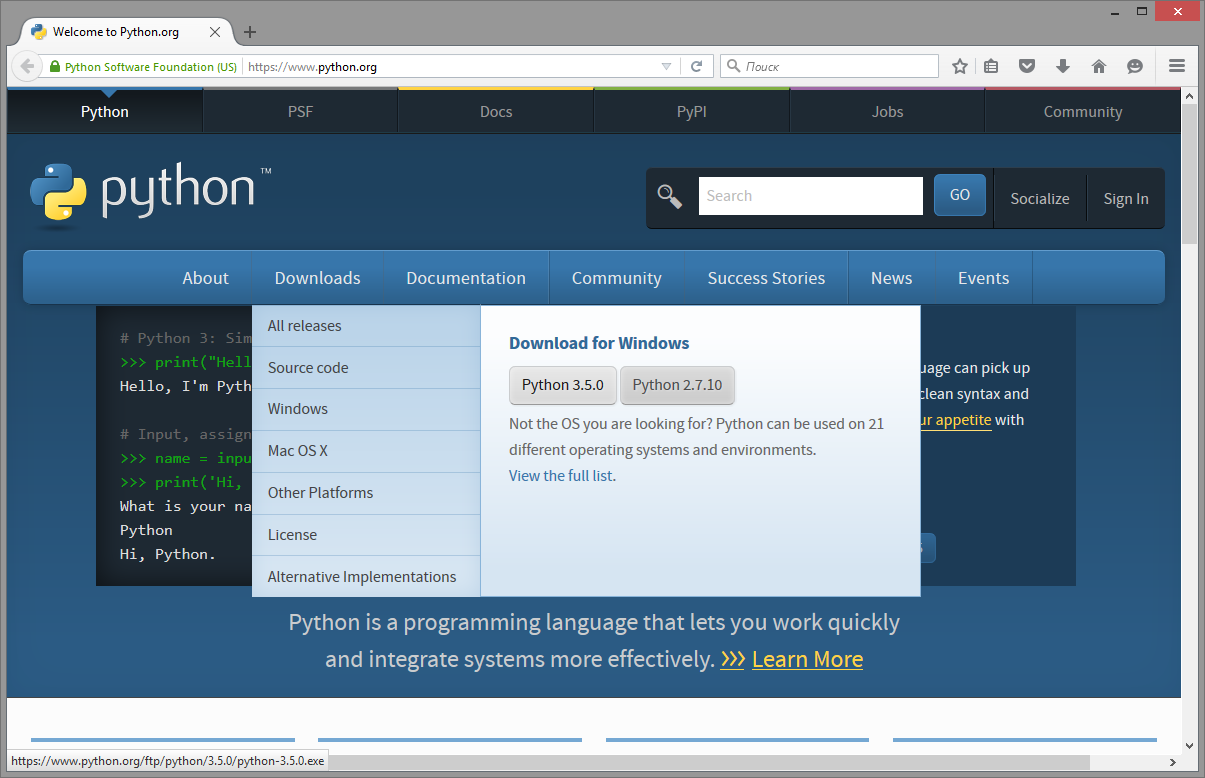 Welcome to Python.org
Python Software Foundation (US) https://www.python.org
Поиск
Python PSF Docs PyPI Jobs Community
python™
Search GO Socialize Sign In
About Downloads Documentation Community Success Stories News Events
All releases
Source code
Windows
Mac OS X
Other Platforms
License
Alternative Implementations
Download for Windows
Python 3.5.0 Python 2.7.10
Not the OS you are looking for? Python can be used on 21
different operating systems and environments.
View the full list.
# Python 3: Sim
>>> print("Hell
Hello, I'm Pyth
# Input, assign
>>> name = inpu
>>> print('Hi,
What is your na
Python
Hi, Python.
uage can pick up
clean syntax and
ur appetite with
Python is a programming language that lets you work quickly
and integrate systems more effectively. >>> Learn More
https://www.python.org/ftp/python/3.5.0/python-3.5.0.exe